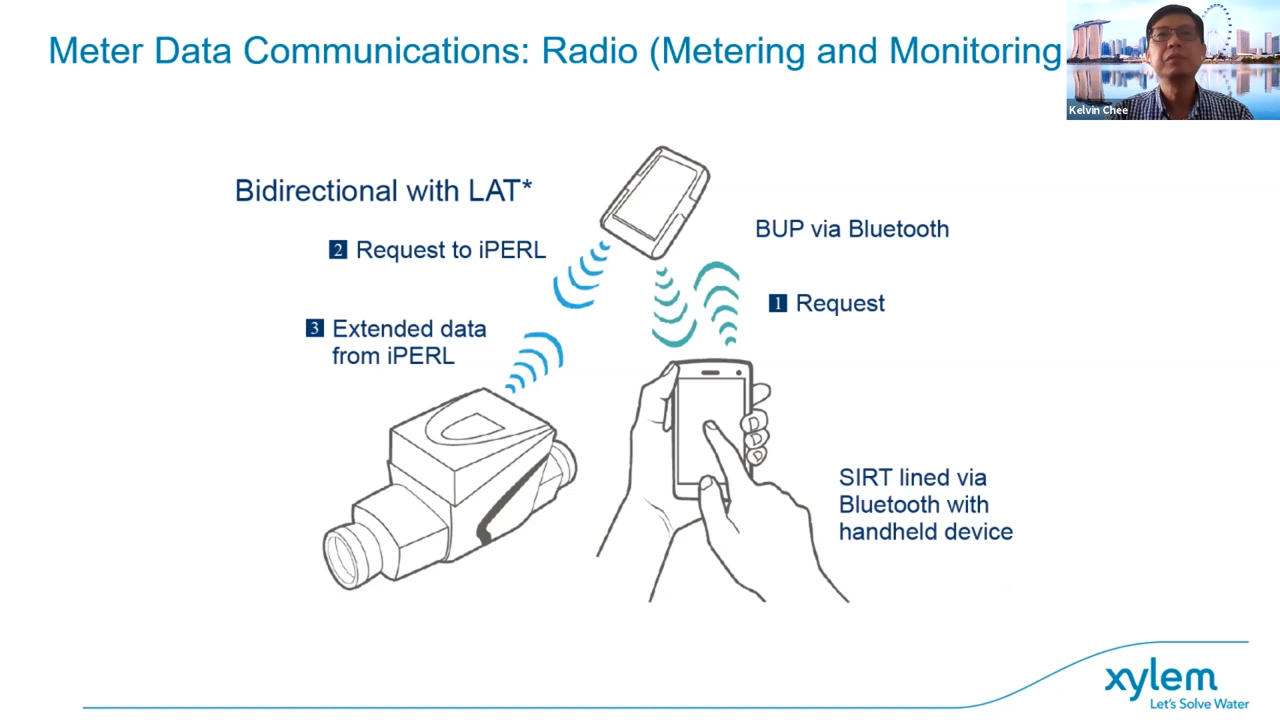 Meter Data Communications: Radio (Metering and Monitoring
Kelvin Chee
Bidirectional with LAT*
BUP via Bluetooth
2 Request to iPERL
1 Request
3 Extended data
from iPERL
SIRT lined via
Bluetooth with
handheld device
xylem
Let's Solve Water